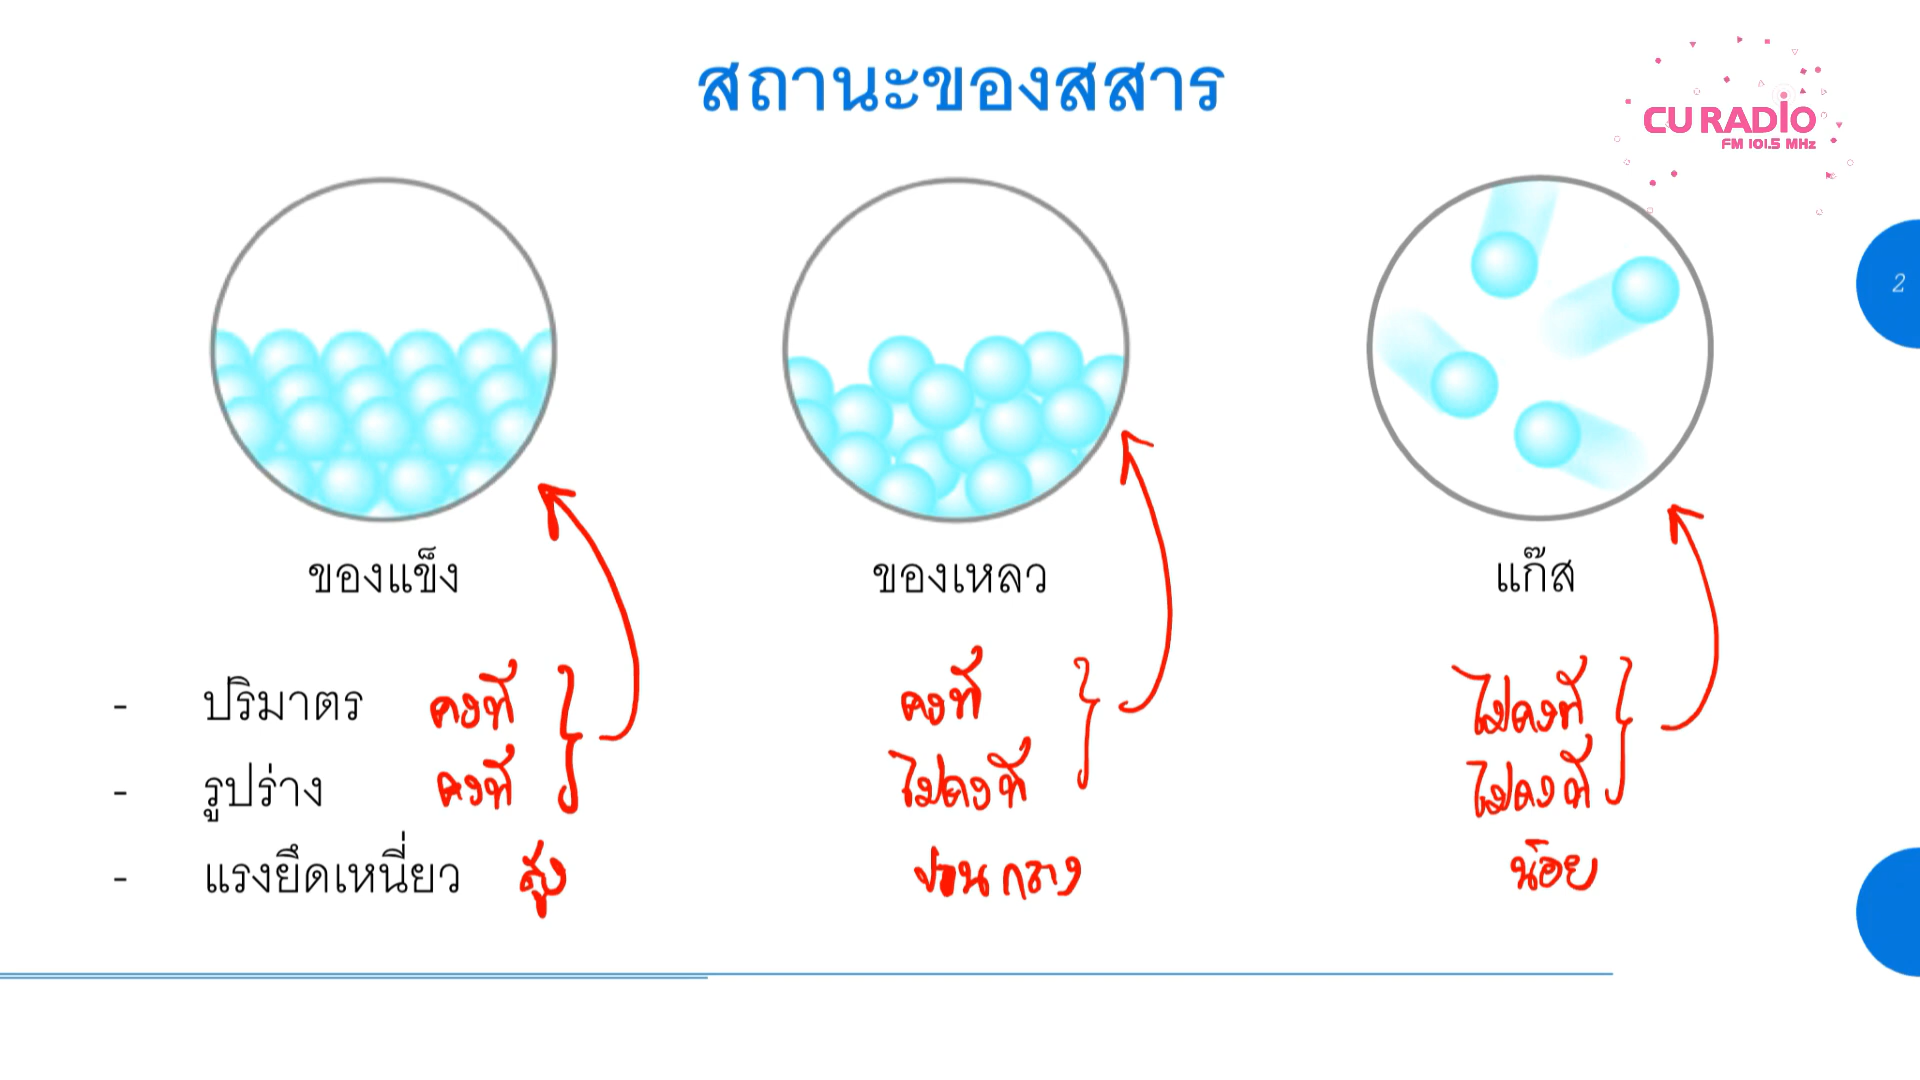 สถานะของสสาร
CU RADIO
FM 101.5 MHz
2
ของแข็ง ของเหลว แก๊ส
- ปริมาตร คงที่ คงที่ ไม่คงที่
- รูปร่าง คงที่ ไม่คงที่ ไม่คงที่
- แรงยึดเหนี่ยว สูง ปานกลาง น้อย